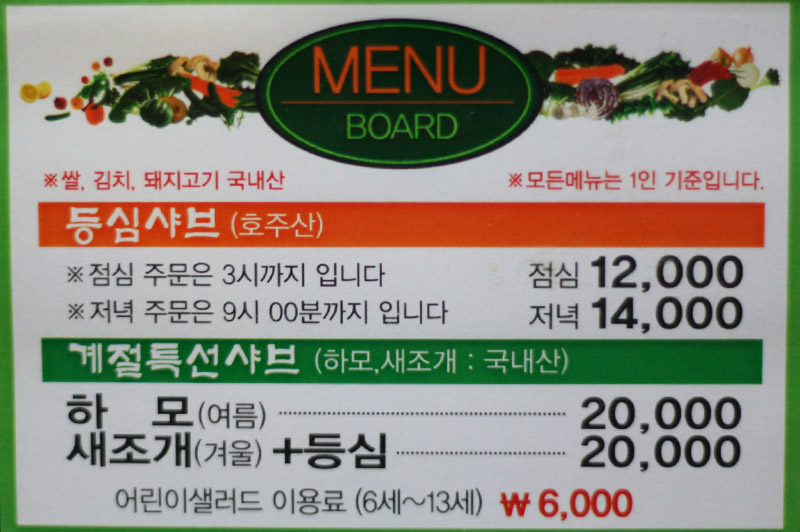 MENU
BOARD
※쌀, 김치, 돼지고기 국내산
※모든메뉴는 1인 기준입니다.
등심샤브 (호주산)
※점심 주문은 3시까지 입니다 점심 12,000
※저녁 주문은 9시 00분까지 입니다 저녁 14,000
계절특선샤브 (하모,새조개 : 국내산)
하 모(여름) 20,000
새조개(겨울) +등심 20,000
어린이샐러드 이용료 (6세~13세) ₩ 6,000